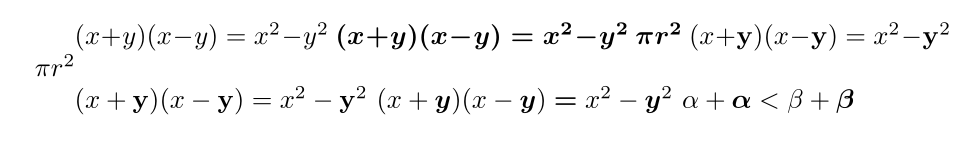 (x+y)(x−y) = x²−y² (x+y)(x−y) = x²−y² πr² (x+y)(x−y) = x²−y²
πr²
(x + y)(x − y) = x² − y² (x + y)(x − y) = x² − y² α + α < β + β